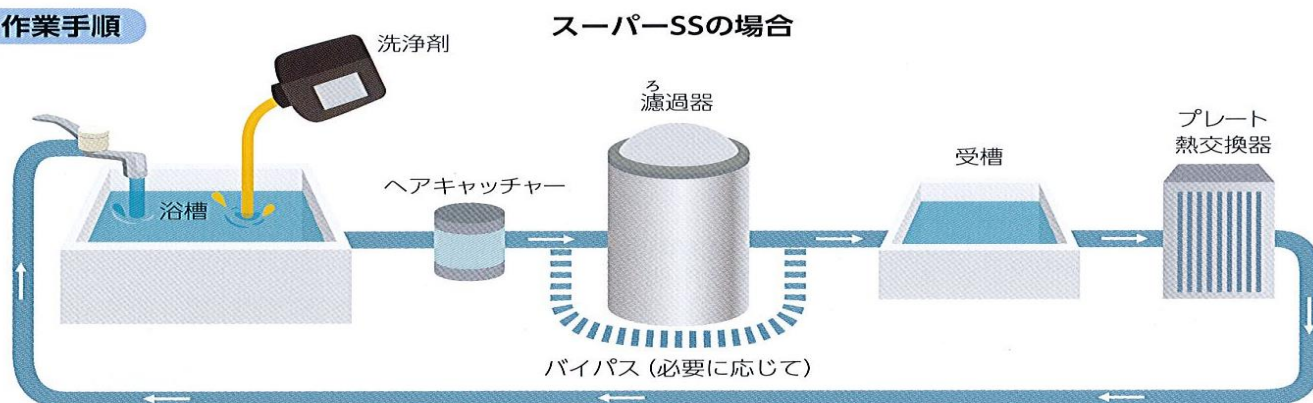 作業手順
スーパーSSの場合
洗浄剤
ろ
濾過器
プレート
熱交換器
受槽
ヘアキャッチャー
浴槽
バイパス（必要に応じて）